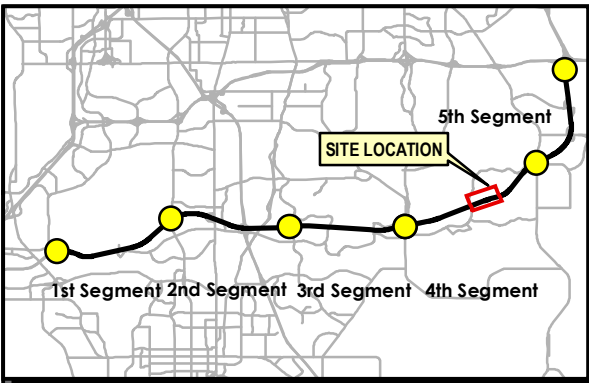 5th Segment
SITE LOCATION
1st Segment 2nd Segment 3rd Segment 4th Segment